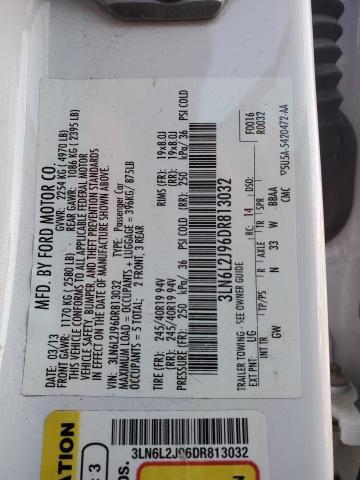 MFD. BY FORD MOTOR CO.
03/13 GVWR: 2254 KG ( 4970 LB)
FRONT GAWR: 1170 KG (2580 LB) REAR GAWR: 1086 KG ( 2395 LB)
THIS VEHICLE CONFORMS TO ALL APPLICABLE FEDERAL MOTOR
VEHICLE SAFETY, BUMPER, AND THEFT PREVENTION STANDARDS
IN EFFECT ON THE DATE OF MANUFACTURE SHOWN ABOVE.
VIN: 3LN6L2J96DR813032 TYPE: Passenger Car
MAXIMUM LOAD = OCCUPANTS + LUGGAGE = 396KG/ 875LB
OCCUPANTS = 5 TOTAL: 2 FRONT, 3 REAR
TIRE (FR): 245/40R19 94V RIMS (FR): 19x8.0J
TIRE (RR): 245/40R19 94V RIMS (RR): 19x8.0J
PRESSURE (FR): 250 kPa/ 36 PSI COLD (RR): 250 kPa/ 36 PSI COLD
3LN6L2J96DR813032
TRAILER TOWING - SEE OWNER GUIDE
EXT PNT: UG RC: 14 DSO: F0016
R0032
INT TR TP/PS R AXLE TR SPR
GW N 33 W BBAA
CMC 5U5A-5420472-AA
3LN6L2J96DR813032